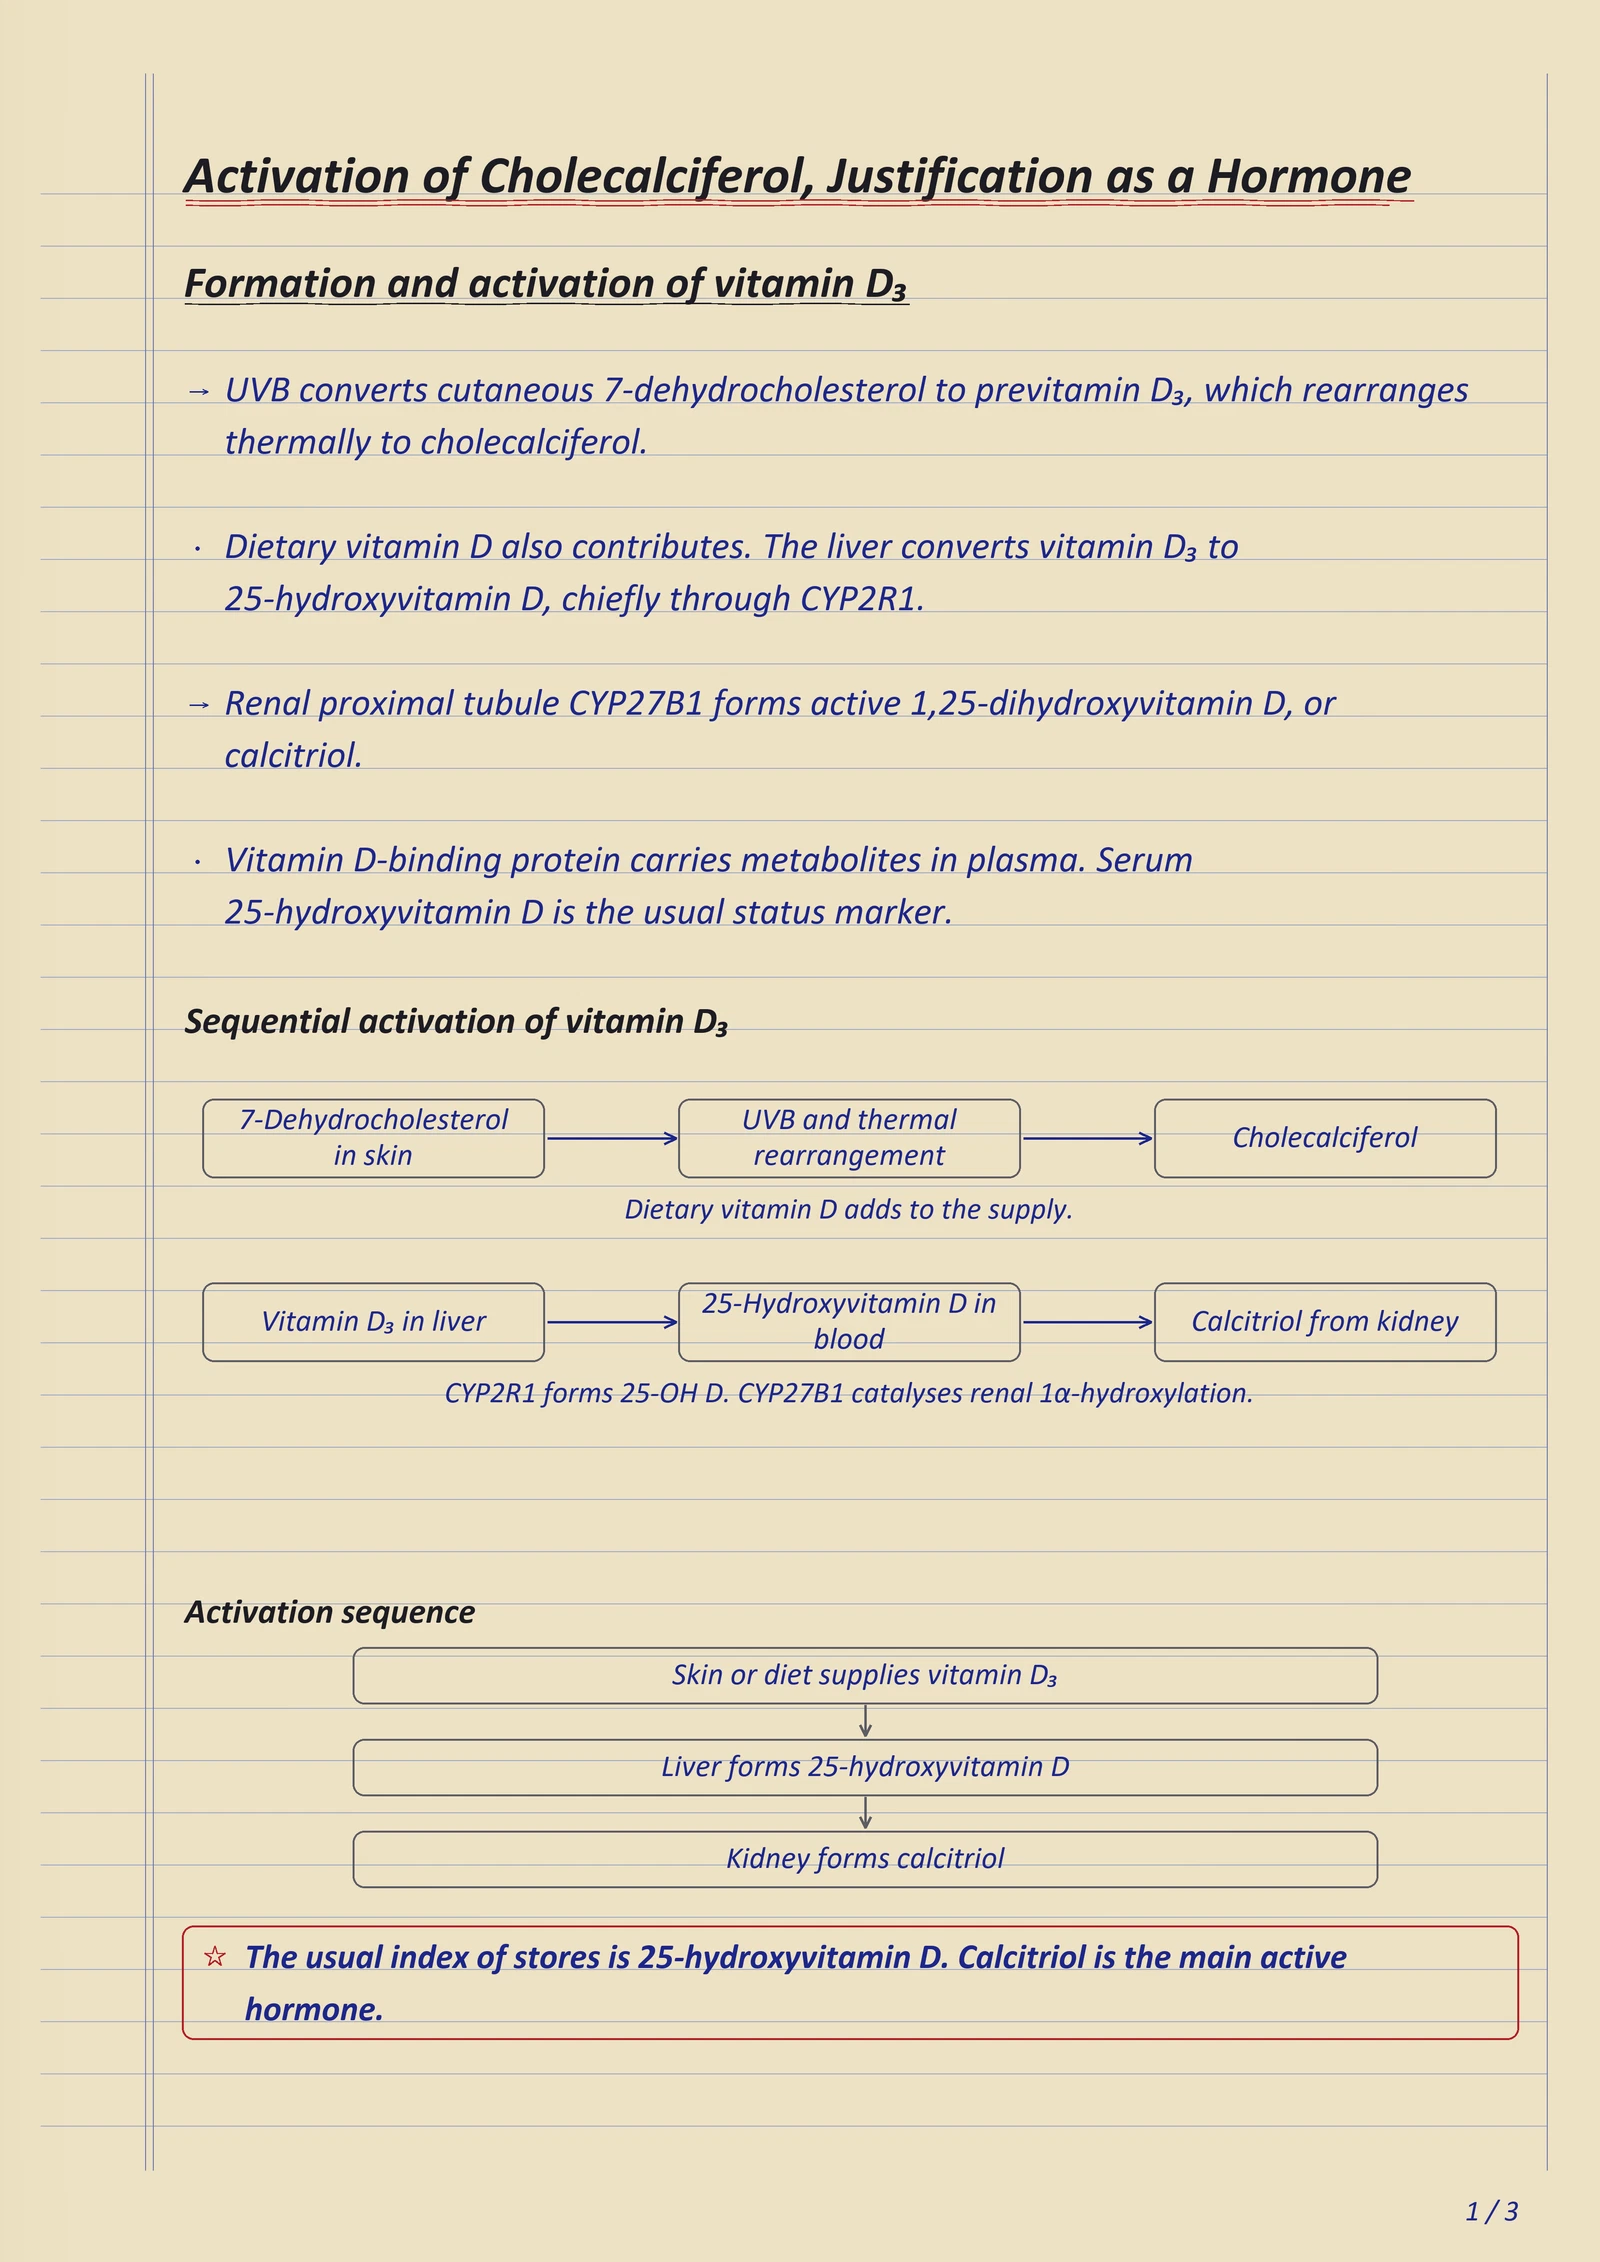 Activation of Cholecalciferol, Justification as a Hormone
Formation and activation of vitamin D₃
→ UVB converts cutaneous 7-dehydrocholesterol to previtamin D₃, which rearranges
thermally to cholecalciferol.
· Dietary vitamin D also contributes. The liver converts vitamin D₃ to
25-hydroxyvitamin D, chiefly through CYP2R1.
→ Renal proximal tubule CYP27B1 forms active 1,25-dihydroxyvitamin D, or
calcitriol.
· Vitamin D-binding protein carries metabolites in plasma. Serum
25-hydroxyvitamin D is the usual status marker.
Sequential activation of vitamin D₃
7-Dehydrocholesterol
in skin
UVB and thermal
rearrangement
Cholecalciferol
Dietary vitamin D adds to the supply.
Vitamin D₃ in liver
25-Hydroxyvitamin D in
blood
Calcitriol from kidney
CYP2R1 forms 25-OH D. CYP27B1 catalyses renal 1α-hydroxylation.
Activation sequence
Skin or diet supplies vitamin D₃
Liver forms 25-hydroxyvitamin D
Kidney forms calcitriol
☆ The usual index of stores is 25-hydroxyvitamin D. Calcitriol is the main active
hormone.
1 / 3